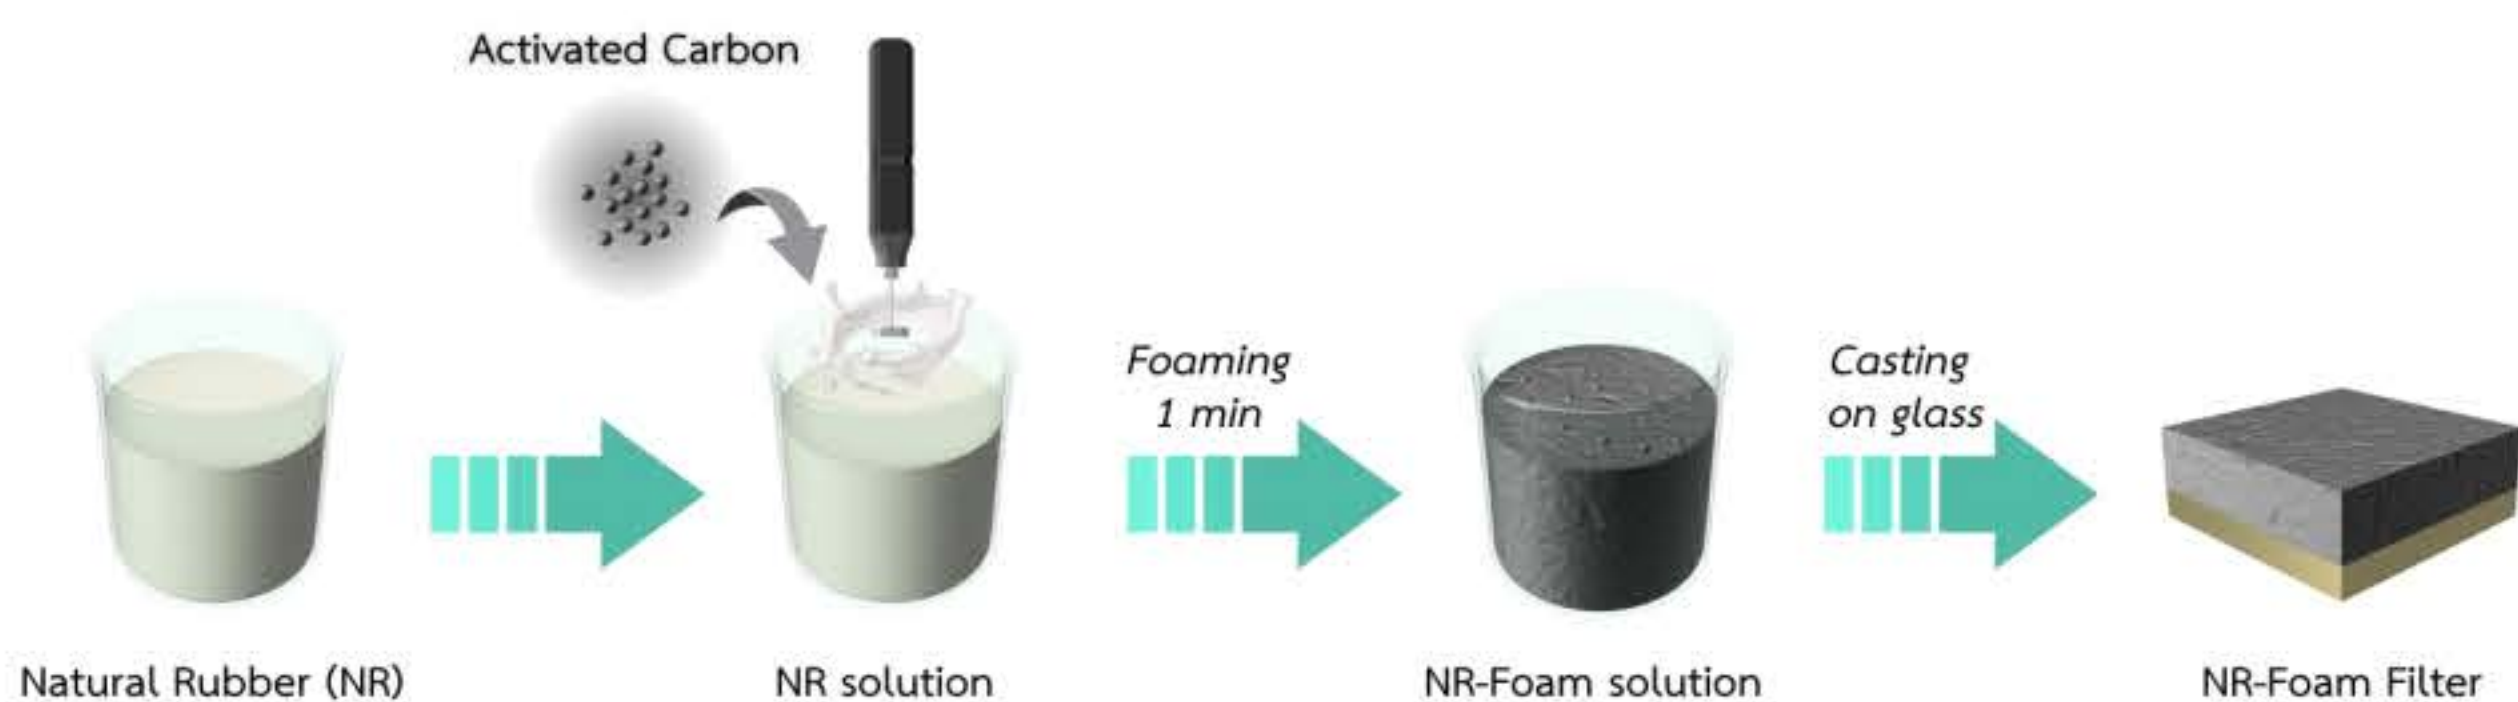 Activated Carbon
Foaming
1 min
Casting
on glass
Natural Rubber (NR)
NR solution
NR-Foam solution
NR-Foam Filter